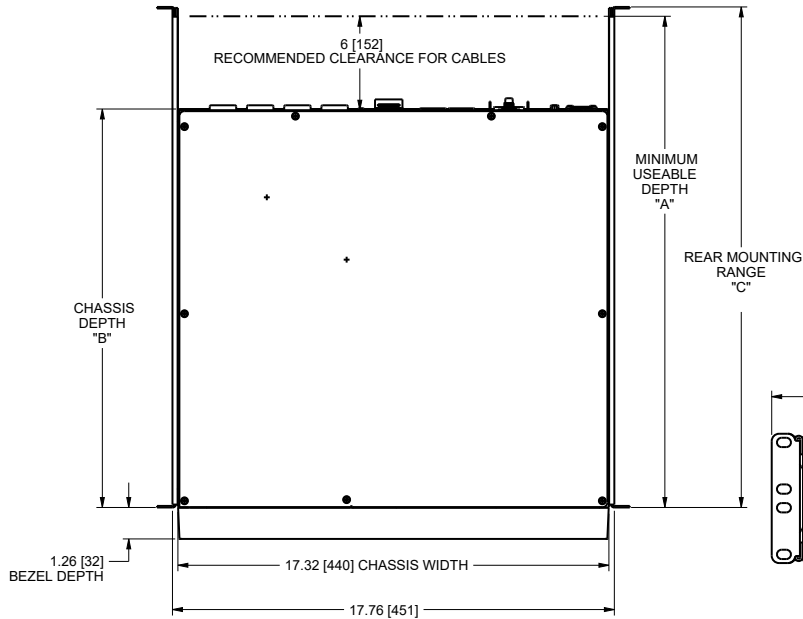 6 [152]
RECOMMENDED CLEARANCE FOR CABLES
MINIMUM
USEABLE
DEPTH
"A"
REAR MOUNTING
RANGE
"C"
CHASSIS
DEPTH
"B"
1.26 [32]
BEZEL DEPTH
17.32 [440] CHASSIS WIDTH
17.76 [451]